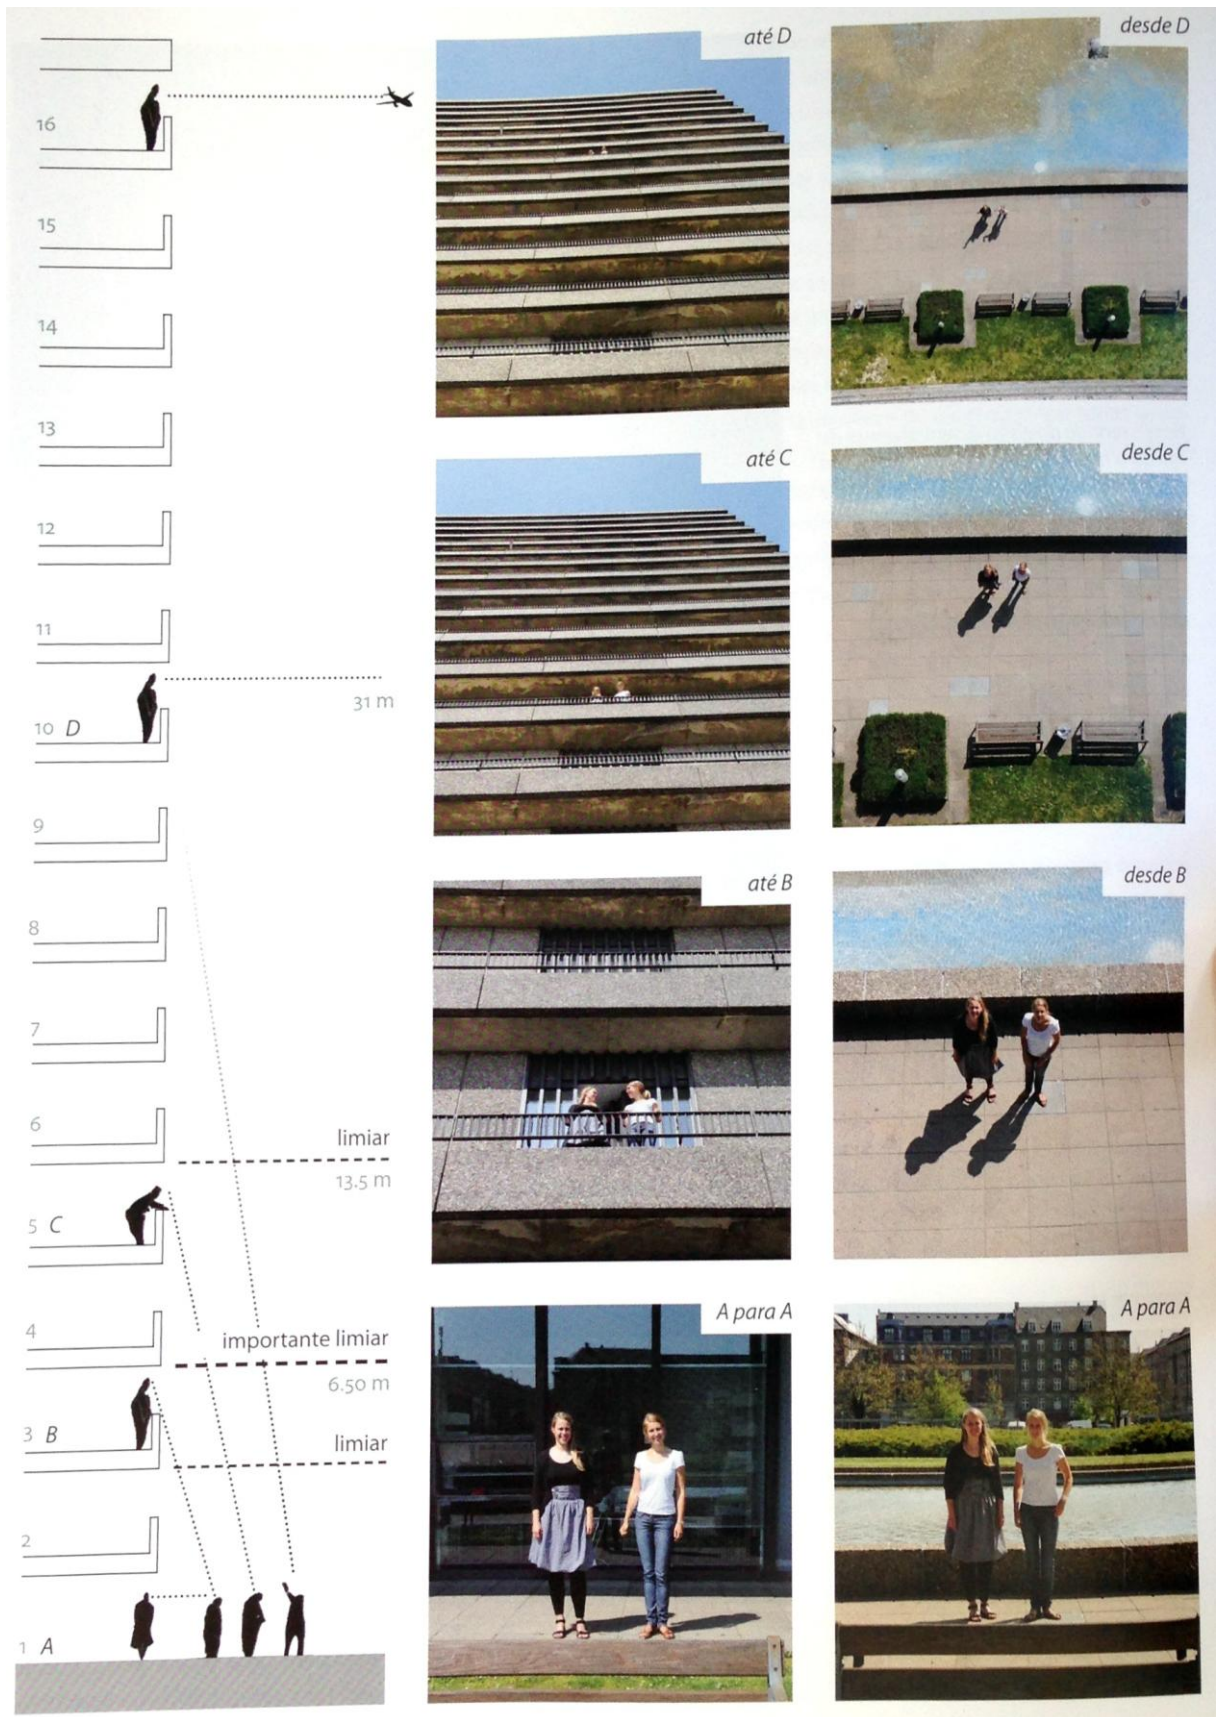 16
15
14
13
12
11
31 m
10 D
9
8
7
6
limiar
13.5 m
5 C
4
importante limiar
6.50 m
3 B
limiar
2
1 A
até D
desde D
até C
desde C
até B
desde B
A para A
A para A